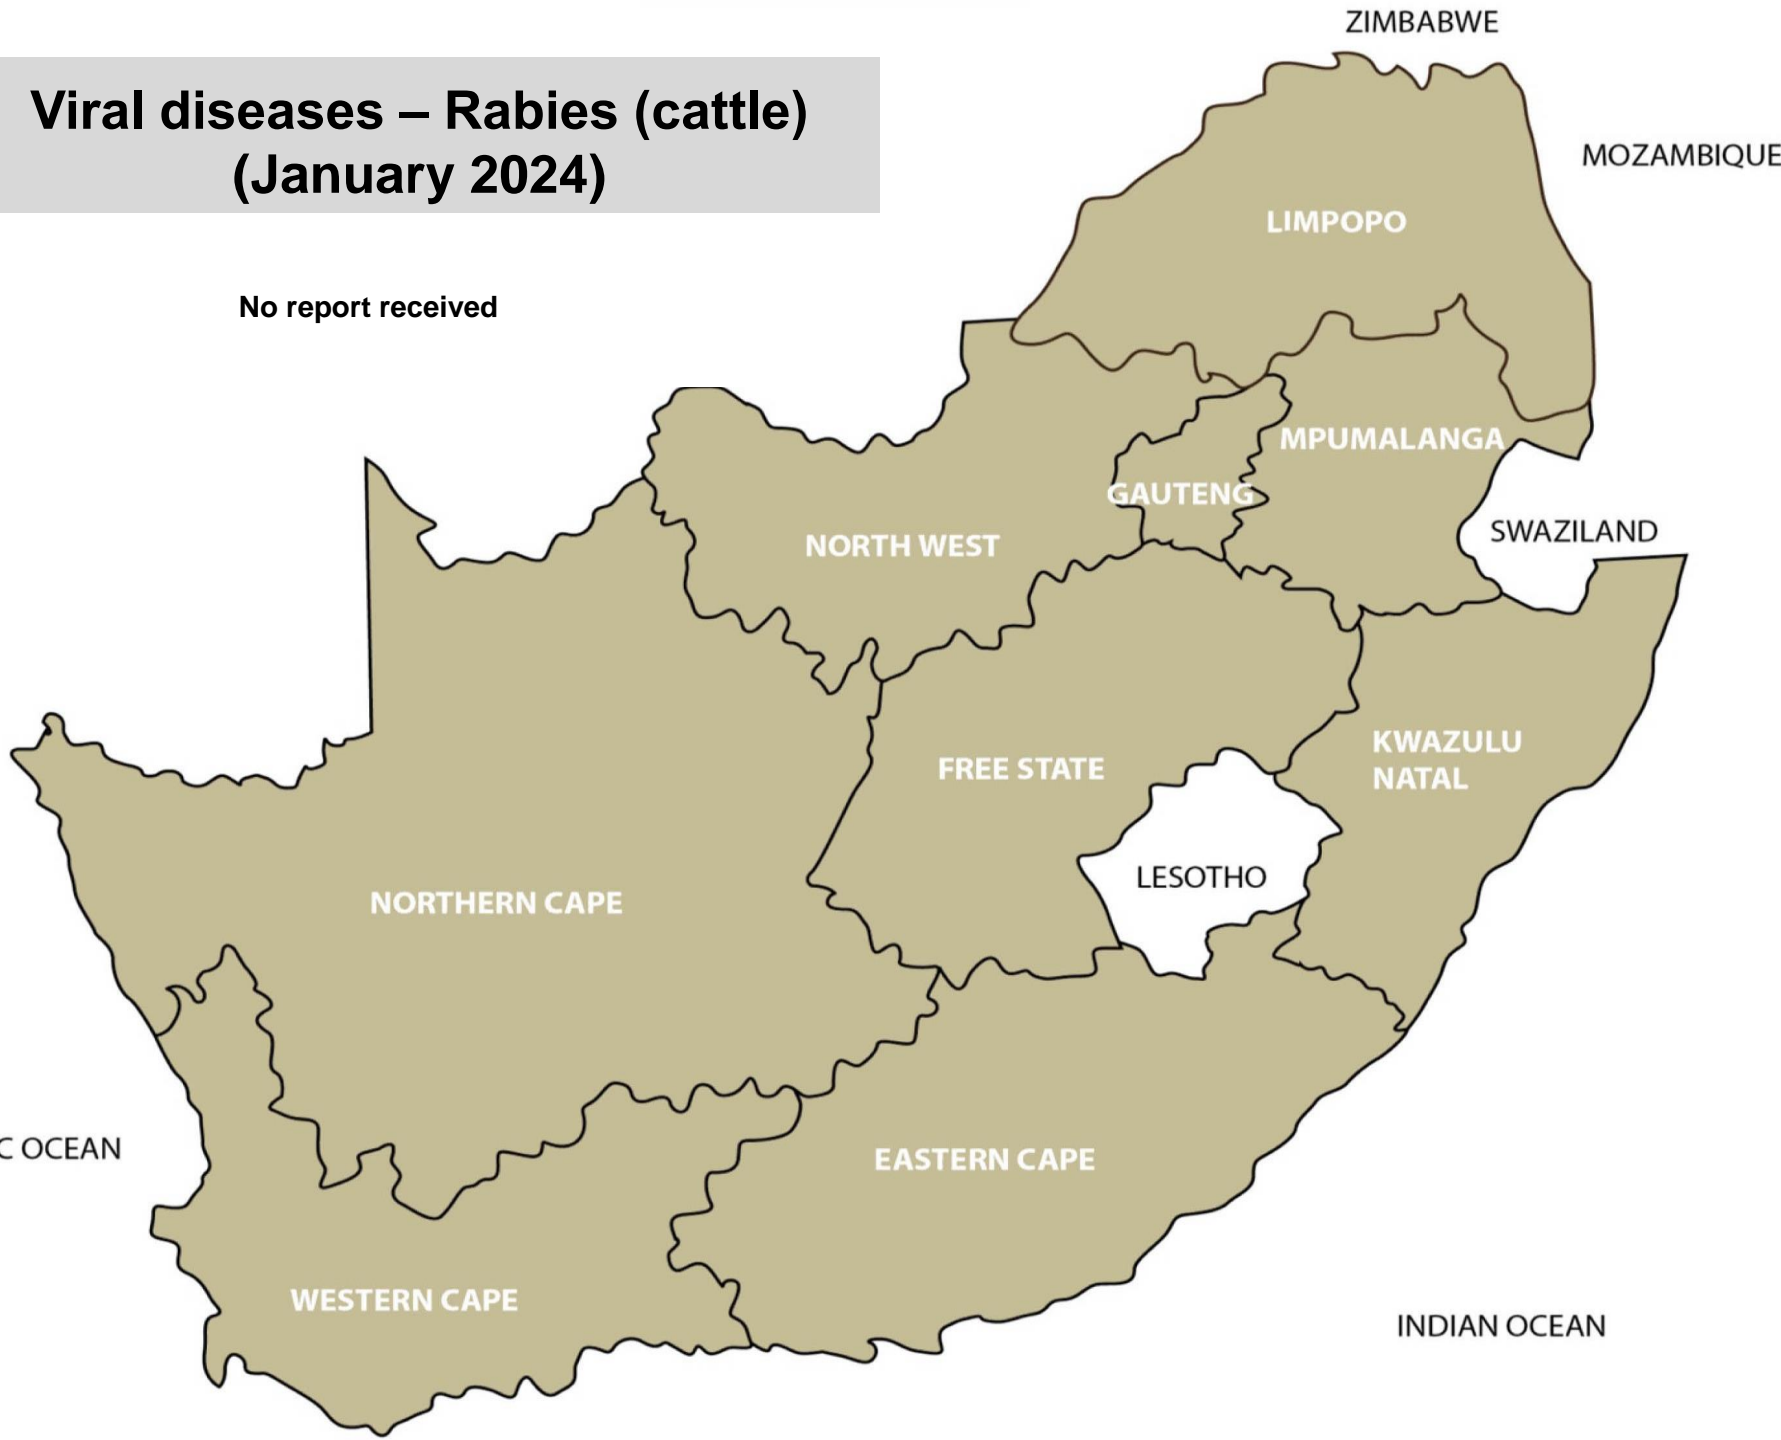 ZIMBABWE
Viral diseases – Rabies (cattle)
(January 2024)
MOZAMBIQUE
LIMPOPO
No report received
MPUMALANGA
GAUTENG
SWAZILAND
NORTH WEST
KWAZULU
NATAL
FREE STATE
LESOTHO
NORTHERN CAPE
C OCEAN
EASTERN CAPE
WESTERN CAPE
INDIAN OCEAN